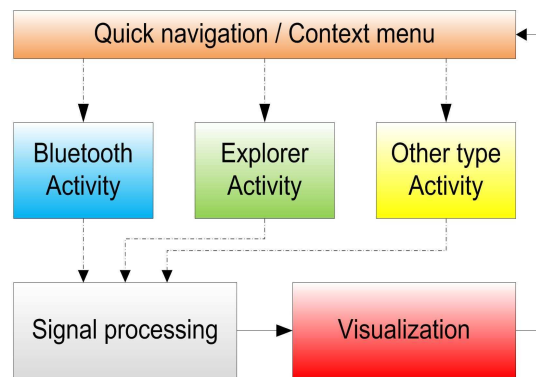 Quick navigation / Context menu
Bluetooth
Activity
Explorer
Activity
Other type
Activity
Signal processing
Visualization